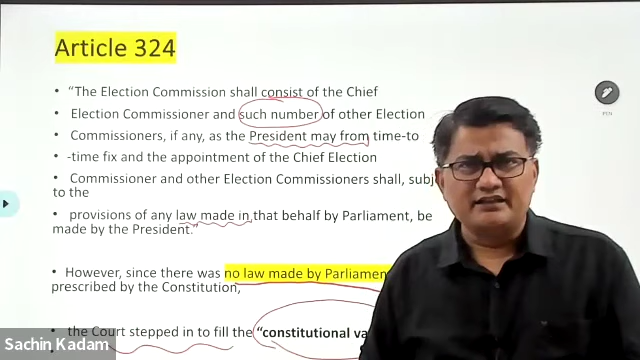 Article 324
• "The Election Commission shall consist of the Chief
• Election Commissioner and such number of other Election
• Commissioners, if any, as the President may from time-to
• -time fix and the appointment of the Chief Election
• Commissioner and other Election Commissioners shall, subj
to the
• provisions of any law made in that behalf by Parliament, be
made by the President."
• However, since there was no law made by Parliamen
prescribed by the Constitution,
• the Court stepped in to fill the "constitutional va
Sachin Kadam
PEN